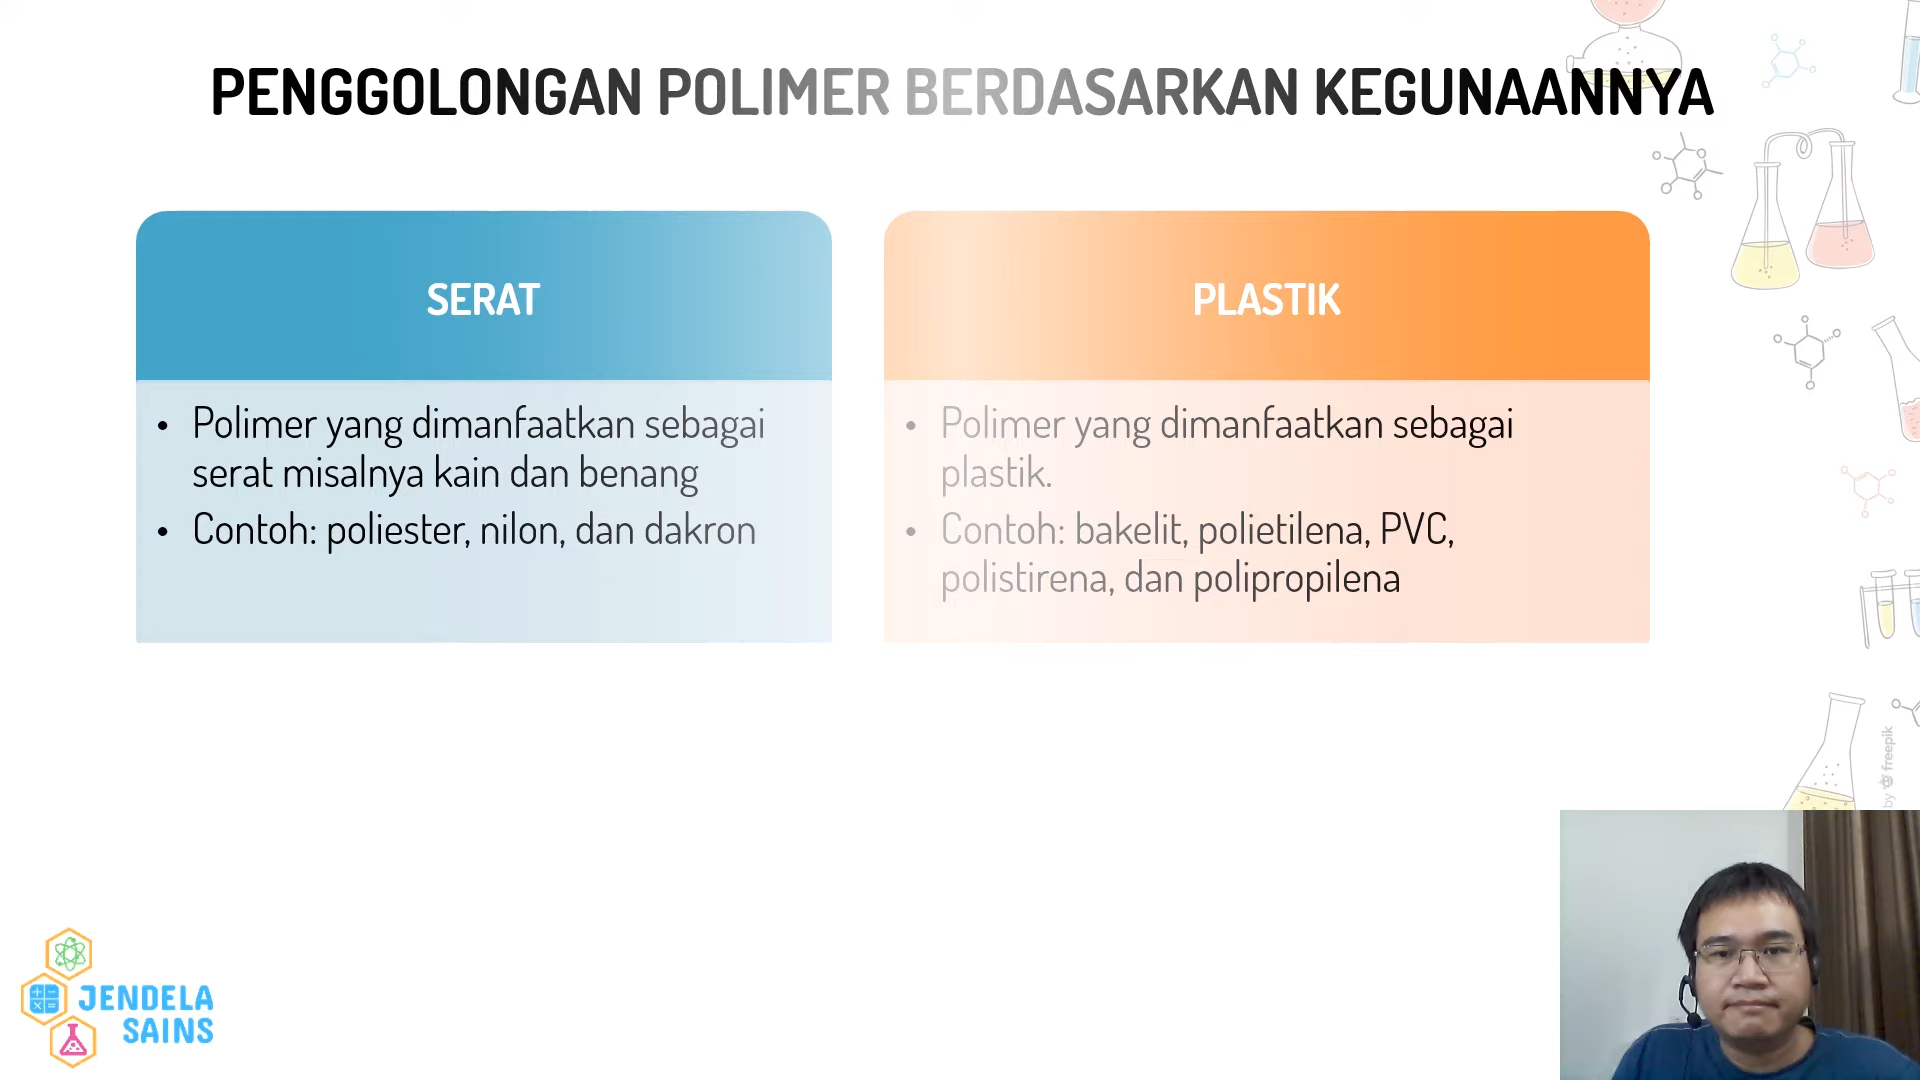 PENGGOLONGAN POLIMER BERDASARKAN KEGUNAANNYA
SERAT
• Polimer yang dimanfaatkan sebagai
serat misalnya kain dan benang
• Contoh: poliester, nilon, dan dakron
PLASTIK
• Polimer yang dimanfaatkan sebagai
plastik.
• Contoh: bakelit, polietilena, PVC,
polistirena, dan polipropilena
by freepik
JENDELA
SAINS